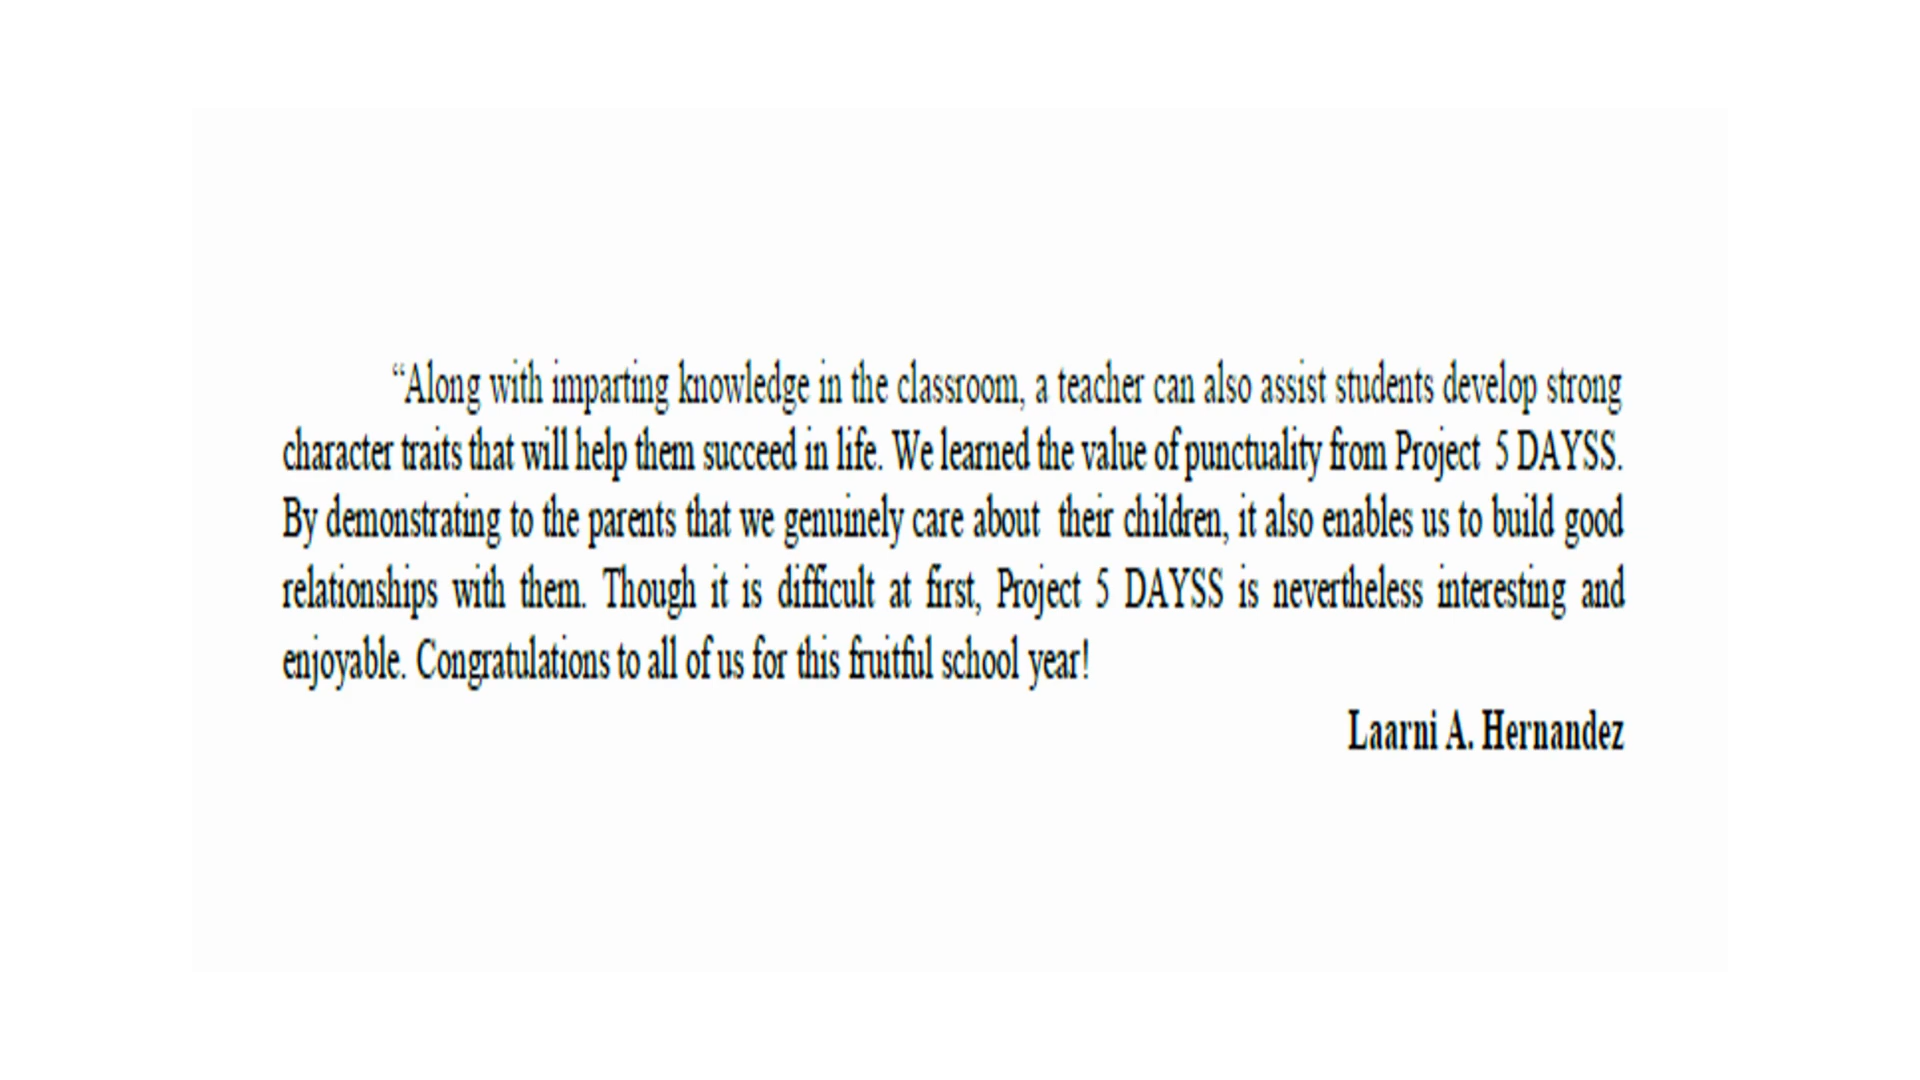 “Along with imparting knowledge in the classroom, a teacher can also assist students develop strong
character traits that will help them succeed in life. We learned the value of punctuality from Project 5 DAYSS.
By demonstrating to the parents that we genuinely care about their children, it also enables us to build good
relationships with them. Though it is difficult at first, Project 5 DAYSS is nevertheless interesting and
enjoyable. Congratulations to all of us for this fruitful school year!
Laarni A. Hernandez